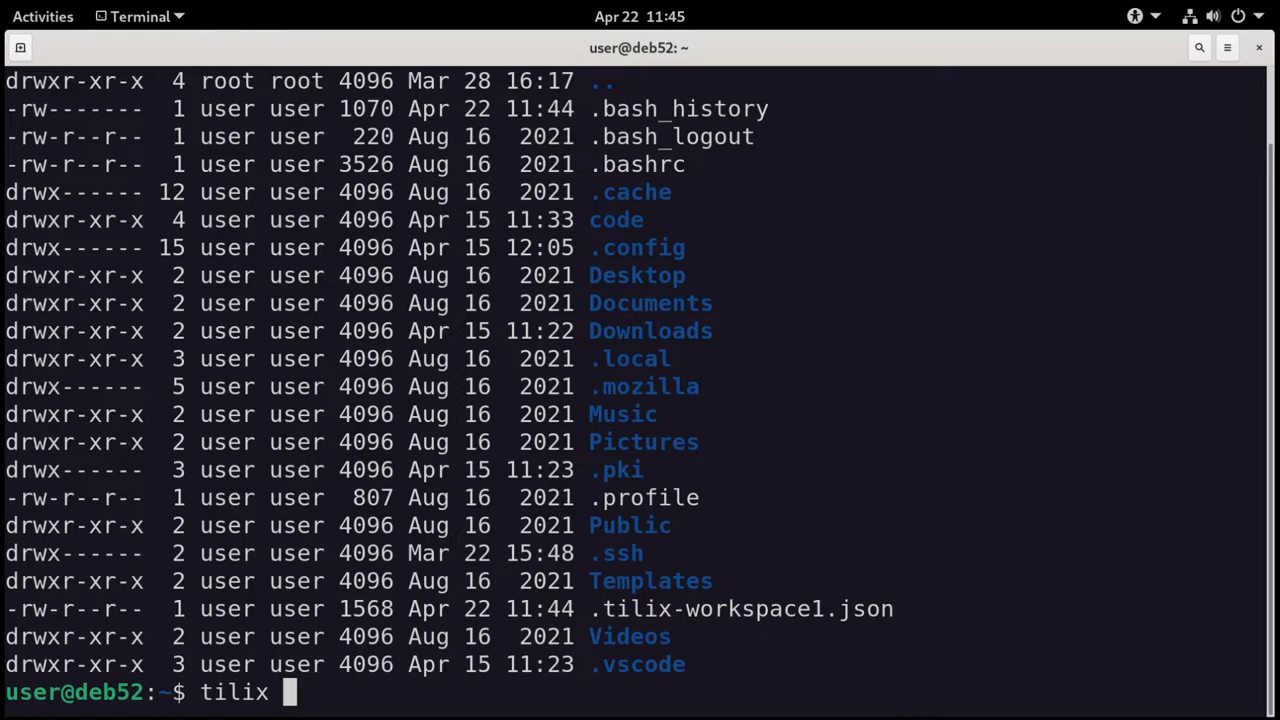 Activities Terminal Apr 22 11:45
user@deb52: ~
drwxr-xr-x 4 root root 4096 Mar 28 16:17 ..
-rw------- 1 user user 1070 Apr 22 11:44 .bash_history
-rw-r--r-- 1 user user 220 Aug 16 2021 .bash_logout
-rw-r--r-- 1 user user 3526 Aug 16 2021 .bashrc
drwx------ 12 user user 4096 Aug 16 2021 .cache
drwxr-xr-x 4 user user 4096 Apr 15 11:33 code
drwx------ 15 user user 4096 Apr 15 12:05 .config
drwxr-xr-x 2 user user 4096 Aug 16 2021 Desktop
drwxr-xr-x 2 user user 4096 Aug 16 2021 Documents
drwxr-xr-x 2 user user 4096 Apr 15 11:22 Downloads
drwxr-xr-x 3 user user 4096 Aug 16 2021 .local
drwx------ 5 user user 4096 Aug 16 2021 .mozilla
drwxr-xr-x 2 user user 4096 Aug 16 2021 Music
drwxr-xr-x 2 user user 4096 Aug 16 2021 Pictures
drwx------ 3 user user 4096 Apr 15 11:23 .pki
-rw-r--r-- 1 user user 807 Aug 16 2021 .profile
drwxr-xr-x 2 user user 4096 Aug 16 2021 Public
drwx------ 2 user user 4096 Mar 22 15:48 .ssh
drwxr-xr-x 2 user user 4096 Aug 16 2021 Templates
-rw-r--r-- 1 user user 1568 Apr 22 11:44 .tilix-workspace1.json
drwxr-xr-x 2 user user 4096 Aug 16 2021 Videos
drwxr-xr-x 3 user user 4096 Apr 15 11:23 .vscode
user@deb52:~$ tilix